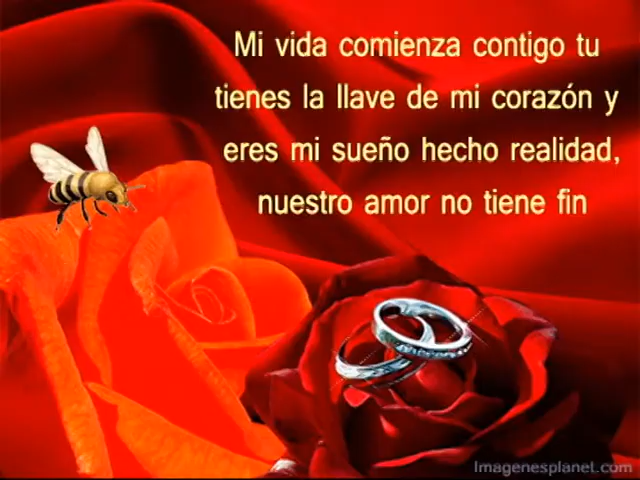 Mi vida comienza contigo tu
tienes la llave de mi corazón y
eres mi sueño hecho realidad,
nuestro amor no tiene fin
Imagenesplanet.com